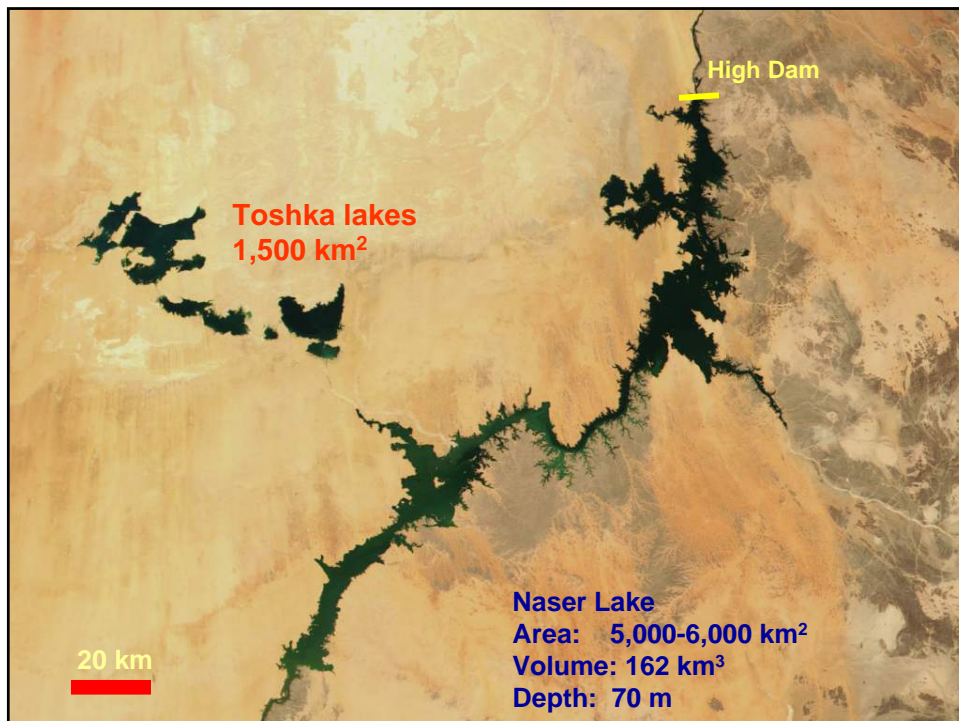 High Dam
Toshka lakes
1,500 km²
Naser Lake
Area: 5,000-6,000 km²
Volume: 162 km³
Depth: 70 m
20 km